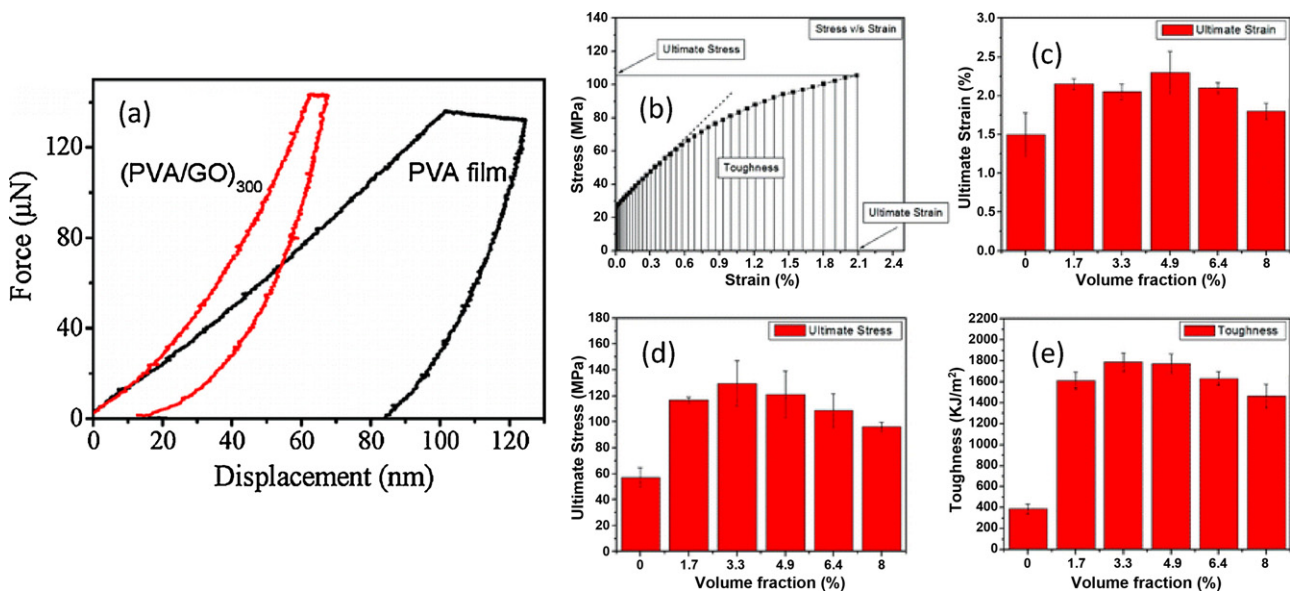 (a)
(PVA/GO)300
PVA film
Force (µN)
120
80
40
0
0 20 40 60 80 100 120
Displacement (nm)
(b)
Stress v/s Strain
Ultimate Stress
Toughness
Ultimate Strain
Stress (MPa)
140
120
100
80
60
40
20
0
0.0 0.3 0.6 0.9 1.2 1.5 1.8 2.1 2.4
Strain (%)
(c)
Ultimate Strain
Ultimate Strain (%)
3.0
2.5
2.0
1.5
1.0
0.5
0.0
0 1.7 3.3 4.9 6.4 8
Volume fraction (%)
(d)
Ultimate Stress
Ultimate Stress (MPa)
180
160
140
120
100
80
60
40
20
0
0 1.7 3.3 4.9 6.4 8
Volume fraction (%)
(e)
Toughness
Toughness (KJ/m²)
2200
2000
1800
1600
1400
1200
1000
800
600
400
200
0
0 1.7 3.3 4.9 6.4 8
Volume fraction (%)